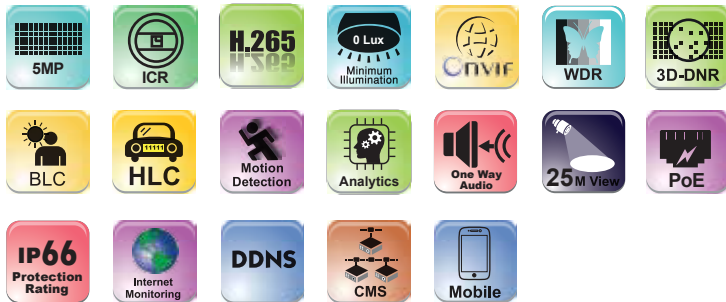 5MP
ICR
H.265
0 Lux
Minimum
Illumination
ONVIF
WDR
3D-DNR
BLC
HLC
Motion
Detection
Analytics
One Way
Audio
25M View
PoE
IP66
Protection
Rating
Internet
Monitoring
DDNS
CMS
Mobile